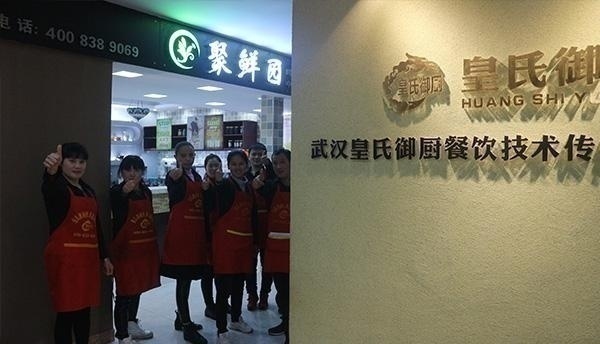 电话: 400 838 9069
聚鲜园
皇氏御厨
皇氏御
HUANG SHI Y
武汉皇氏御厨餐饮技术传